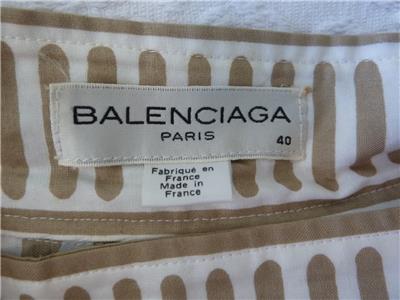 BALENCIAGA
PARIS
40
Fabriqué en
France
Made in
France